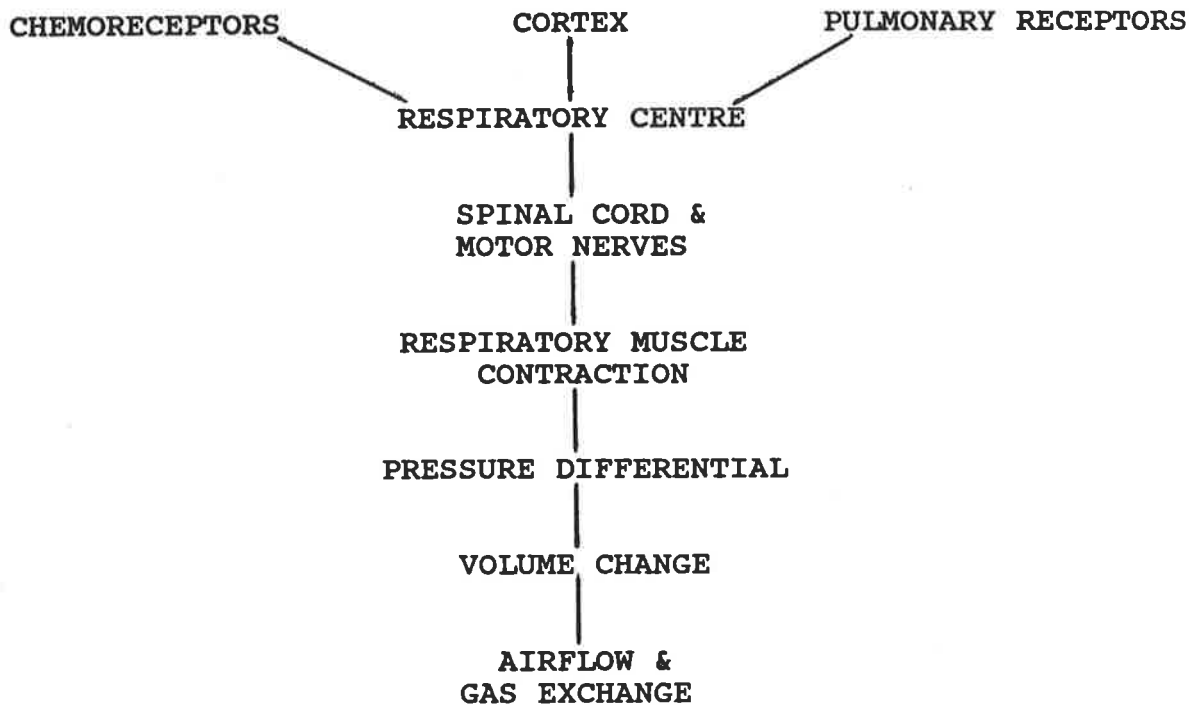 CHEMORECEPTORS CORTEX PULMONARY RECEPTORS
RESPIRATORY CENTRE
SPINAL CORD &
MOTOR NERVES
RESPIRATORY MUSCLE
CONTRACTION
PRESSURE DIFFERENTIAL
VOLUME CHANGE
AIRFLOW &
GAS EXCHANGE